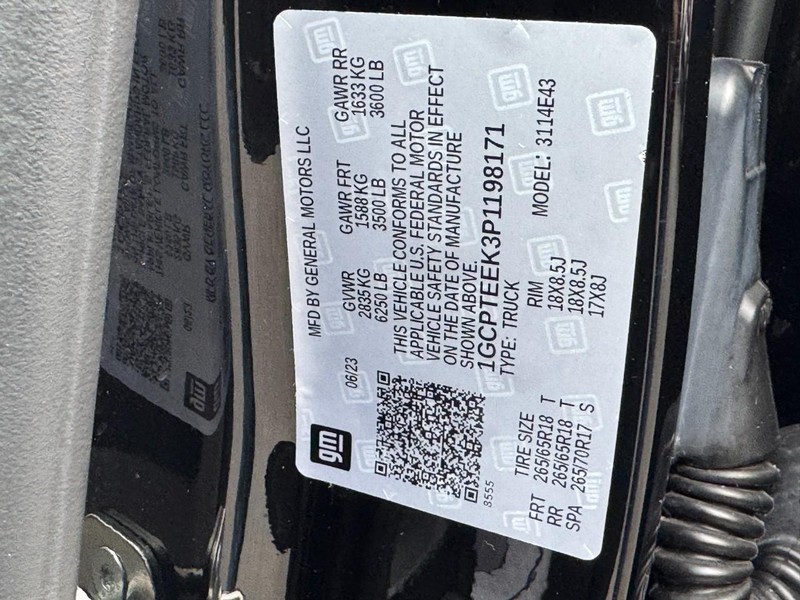 gm
MFD BY GENERAL MOTORS LLC
06/23
GVWR GAWR FRT GAWR RR
2835 KG 1588 KG 1633 KG
6250 LB 3500 LB 3600 LB
THIS VEHICLE CONFORMS TO ALL
APPLICABLE U.S. FEDERAL MOTOR
VEHICLE SAFETY STANDARDS IN EFFECT
ON THE DATE OF MANUFACTURE
SHOWN ABOVE.
1GCPTEEK3P1198171
TYPE: TRUCK MODEL: 3114E43
8555
TIRE SIZE RIM
FRT 265/65R18 T 18X8.5J
RR 265/65R18 T 18X8.5J
SPA 265/70R17 S 17X8J